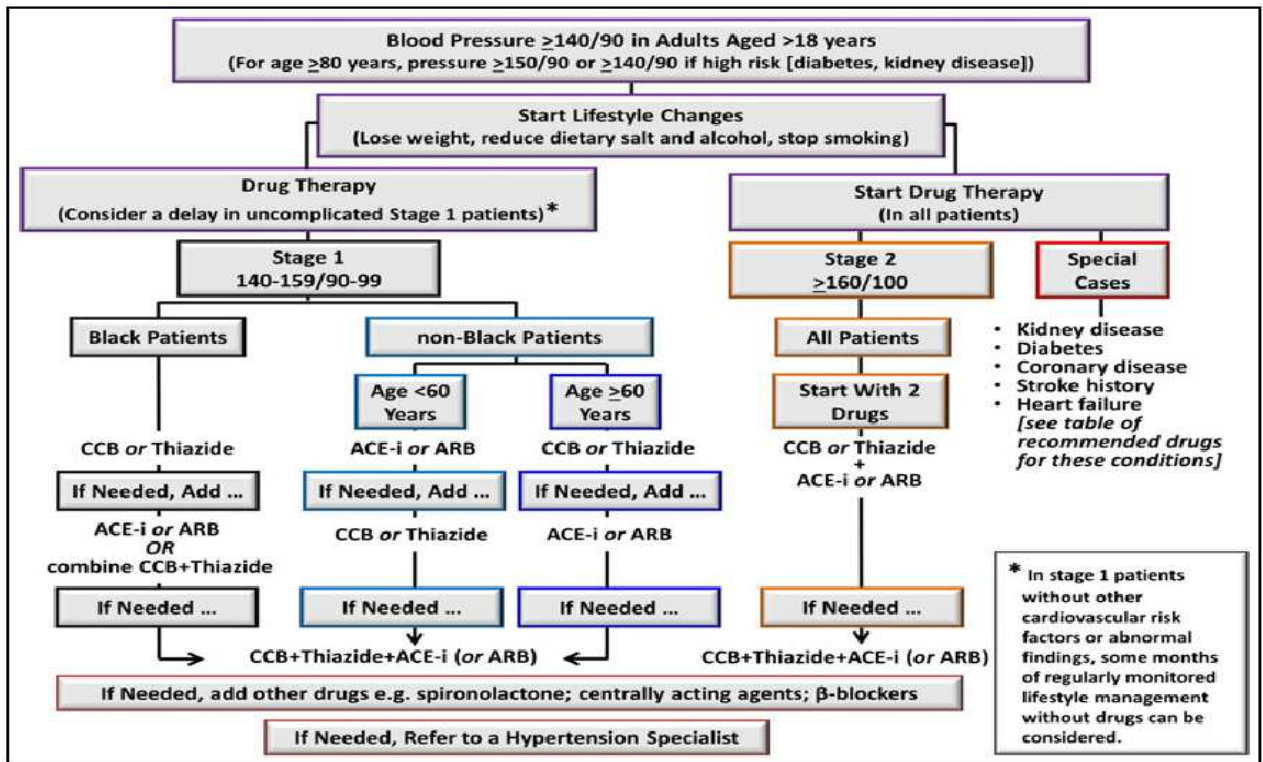 Blood Pressure ≥140/90 in Adults Aged >18 years
(For age ≥80 years, pressure ≥150/90 or ≥140/90 if high risk [diabetes, kidney disease])
Start Lifestyle Changes
(Lose weight, reduce dietary salt and alcohol, stop smoking)
Drug Therapy
(Consider a delay in uncomplicated Stage 1 patients)*
Stage 1
140-159/90-99
Black Patients
CCB or Thiazide
If Needed, Add ...
ACE-i or ARB
OR
combine CCB+Thiazide
If Needed ...
non-Black Patients
Age <60
Years
ACE-i or ARB
If Needed, Add ...
CCB or Thiazide
If Needed ...
Age ≥60
Years
CCB or Thiazide
If Needed, Add ...
ACE-i or ARB
If Needed ...
CCB+Thiazide+ACE-i (or ARB)
Start Drug Therapy
(In all patients)
Stage 2
≥160/100
All Patients
Start With 2
Drugs
CCB or Thiazide
+
ACE-i or ARB
If Needed ...
CCB+Thiazide+ACE-i (or ARB)
Special
Cases
• Kidney disease
• Diabetes
• Coronary disease
• Stroke history
• Heart failure
[see table of
recommended drugs
for these conditions]
If Needed, add other drugs e.g. spironolactone; centrally acting agents; β-blockers
If Needed, Refer to a Hypertension Specialist
* In stage 1 patients
without other
cardiovascular risk
factors or abnormal
findings, some months
of regularly monitored
lifestyle management
without drugs can be
considered.